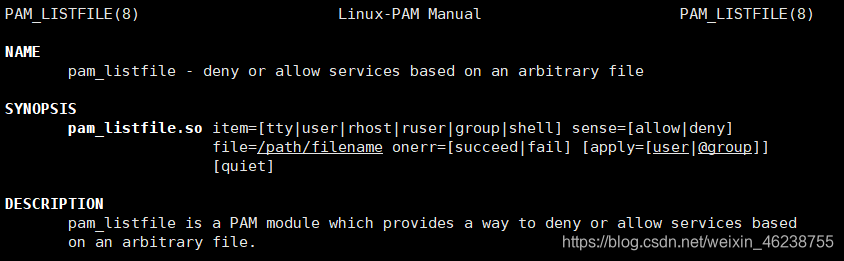 PAM_LISTFILE(8) Linux-PAM Manual PAM_LISTFILE(8)
NAME
pam_listfile - deny or allow services based on an arbitrary file
SYNOPSIS
pam_listfile.so item=[tty|user|rhost|ruser|group|shell] sense=[allow|deny]
file=/path/filename onerr=[succeed|fail] [apply=[user|@group]]
[quiet]
DESCRIPTION
pam_listfile is a PAM module which provides a way to deny or allow services based
on an arbitrary file.
https://blog.csdn.net/weixin_46238755